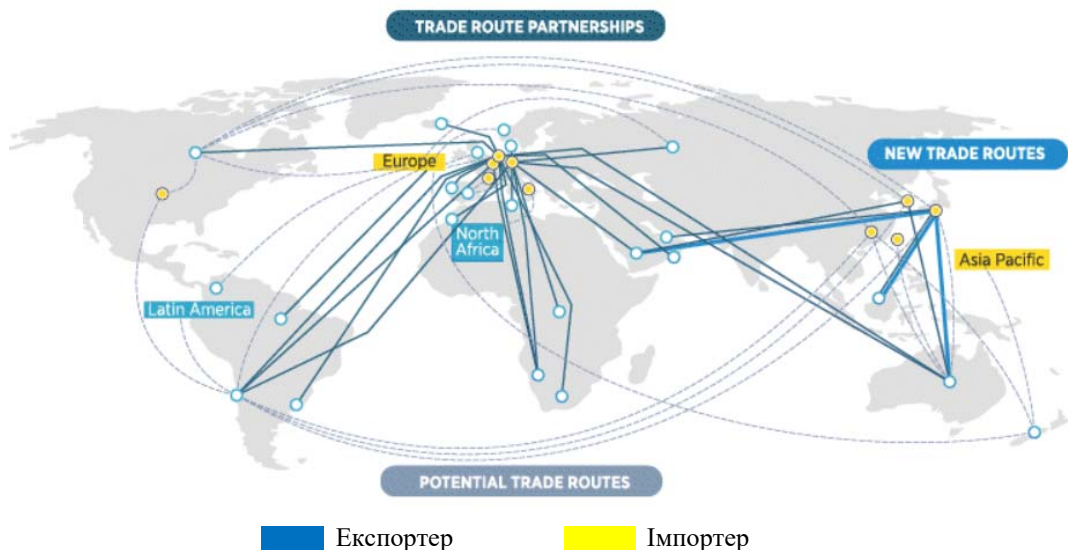 TRADE ROUTE PARTNERSHIPS
Europe
NEW TRADE ROUTES
North
Africa
Asia Pacific
Latin America
POTENTIAL TRADE ROUTES
Експортер
Імпортер